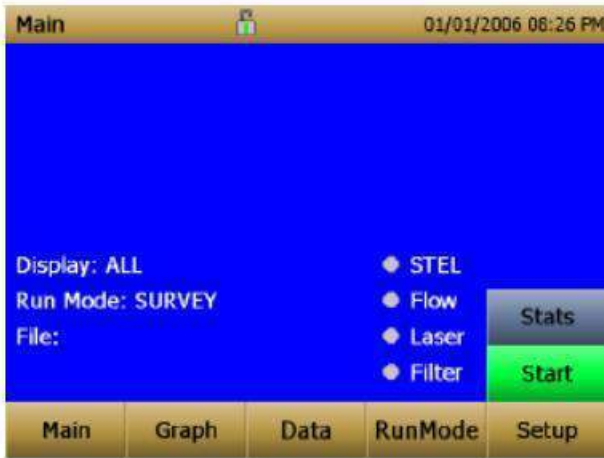 Main 01/01/2006 08:26 PM
Display: ALL
Run Mode: SURVEY
File:
STEL
Flow
Laser
Filter
Stats
Start
Main Graph Data RunMode Setup